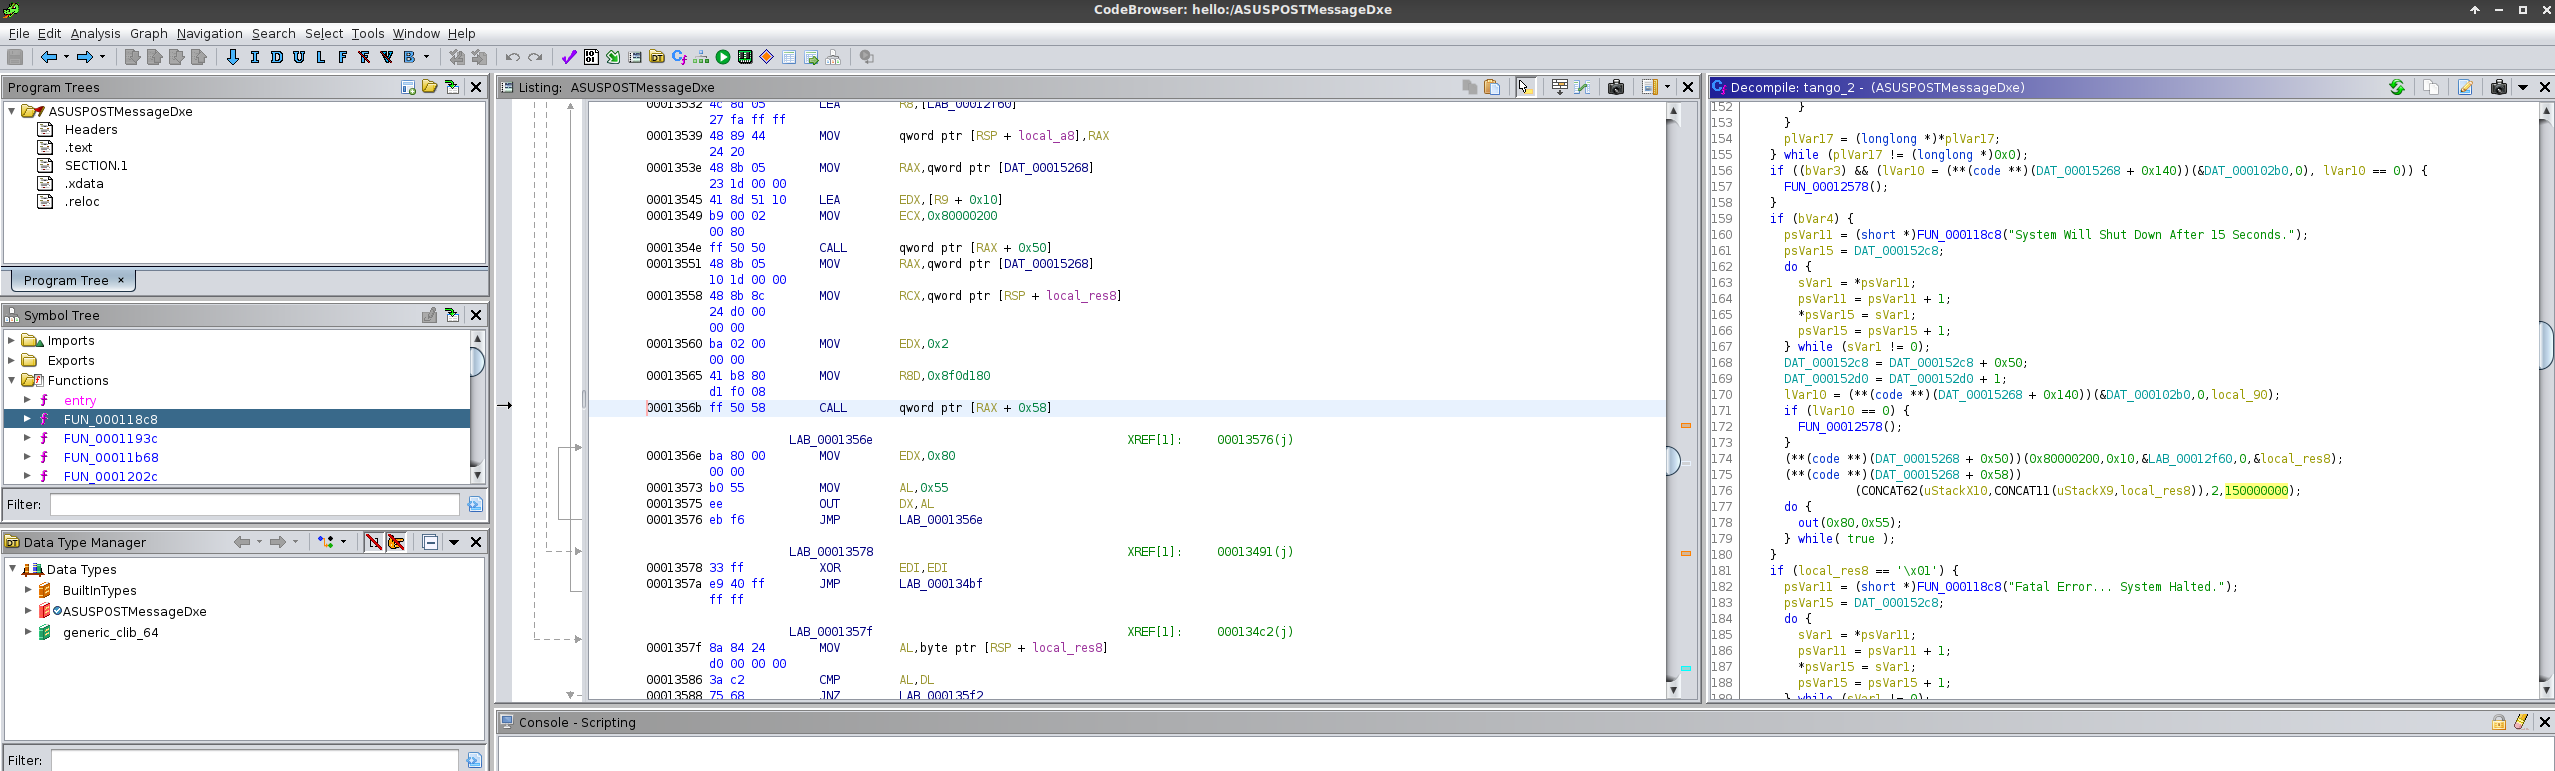 CodeBrowser: hello:/ASUSPOSTMessageDxe
File Edit Analysis Graph Navigation Search Select Tools Window Help
I D U L F B
Program Trees
ASUSPOSTMessageDxe
Headers
.text
SECTION.1
.xdata
.reloc
Program Tree ×
Symbol Tree
Imports
Exports
Functions
f entry
f FUN_000118c8
f FUN_0001193c
f FUN_00011b68
f FUN_0001202c
Filter:
Data Type Manager
Data Types
BuiltInTypes
ASUSPOSTMessageDxe
generic_clib_64
Filter:
Listing: ASUSPOSTMessageDxe
00013532 4c 8d 05 LEA R8,[LAB_00012f60]
27 fa ff ff
00013539 48 89 44 MOV qword ptr [RSP + local_a8],RAX
24 20
0001353e 48 8b 05 MOV RAX,qword ptr [DAT_00015268]
23 1d 00 00
00013545 41 8d 51 10 LEA EDX,[R9 + 0x10]
00013549 b9 00 02 MOV ECX,0x80000200
00 80
0001354e ff 50 50 CALL qword ptr [RAX + 0x50]
00013551 48 8b 05 MOV RAX,qword ptr [DAT_00015268]
10 1d 00 00
00013558 48 8b 8c MOV RCX,qword ptr [RSP + local_res8]
24 d0 00
00 00
00013560 ba 02 00 MOV EDX,0x2
00 00
00013565 41 b8 80 MOV R8D,0x8f0d180
d1 f0 08
0001356b ff 50 58 CALL qword ptr [RAX + 0x58]
LAB_0001356e XREF[1]: 00013576(j)
0001356e ba 80 00 MOV EDX,0x80
00 00
00013573 b0 55 MOV AL,0x55
00013575 ee OUT DX,AL
00013576 eb f6 JMP LAB_0001356e
LAB_00013578 XREF[1]: 00013491(j)
00013578 33 ff XOR EDI,EDI
0001357a e9 40 ff JMP LAB_000134bf
ff ff
LAB_0001357f XREF[1]: 000134c2(j)
0001357f 8a 84 24 MOV AL,byte ptr [RSP + local_res8]
d0 00 00 00
00013586 3a c2 CMP AL,DL
00013588 75 68 JNZ LAB_000135f2
Decompile: tango_2 - (ASUSPOSTMessageDxe)
152 }
153 }
154 plVar17 = (longlong *)*plVar17;
155 } while (plVar17 != (longlong *)0x0);
156 if ((bVar3) && (lVar10 = (**(code **)(DAT_00015268 + 0x140))(&DAT_000102b0,0), lVar10 == 0)) {
157 FUN_00012578();
158 }
159 if (bVar4) {
160 psVar11 = (short *)FUN_000118c8("System Will Shut Down After 15 Seconds.");
161 psVar15 = DAT_000152c8;
162 do {
163 sVar1 = *psVar11;
164 psVar11 = psVar11 + 1;
165 *psVar15 = sVar1;
166 psVar15 = psVar15 + 1;
167 } while (sVar1 != 0);
168 DAT_000152c8 = DAT_000152c8 + 0x50;
169 DAT_000152d0 = DAT_000152d0 + 1;
170 lVar10 = (**(code **)(DAT_00015268 + 0x140))(&DAT_000102b0,0,local_90);
171 if (lVar10 == 0) {
172 FUN_00012578();
173 }
174 (**(code **)(DAT_00015268 + 0x50))(0x80000200,0x10,&LAB_00012f60,0,&local_res8);
175 (**(code **)(DAT_00015268 + 0x58))
176 (CONCAT62(uStackX10,CONCAT11(uStackX9,local_res8)),2,150000000);
177 do {
178 out(0x80,0x55);
179 } while( true );
180 }
181 if (local_res8 == '\x01') {
182 psVar11 = (short *)FUN_000118c8("Fatal Error... System Halted.");
183 psVar15 = DAT_000152c8;
184 do {
185 sVar1 = *psVar11;
186 psVar11 = psVar11 + 1;
187 *psVar15 = sVar1;
188 psVar15 = psVar15 + 1;
189 } while (sVar1 != 0);
Console - Scripting